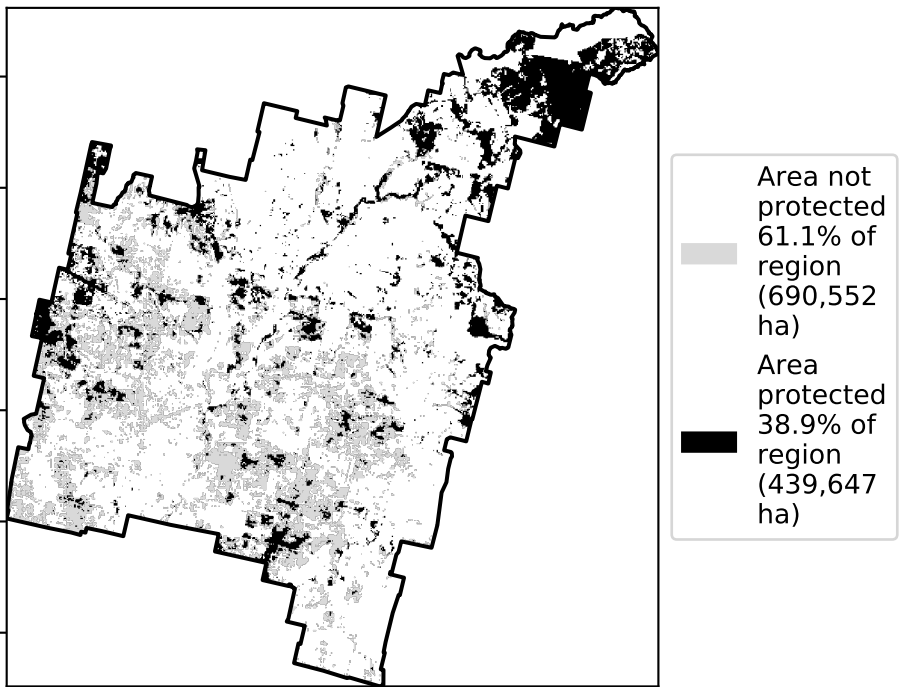 Area not
protected
61.1% of
region
(690,552
ha)
Area
protected
38.9% of
region
(439,647
ha)